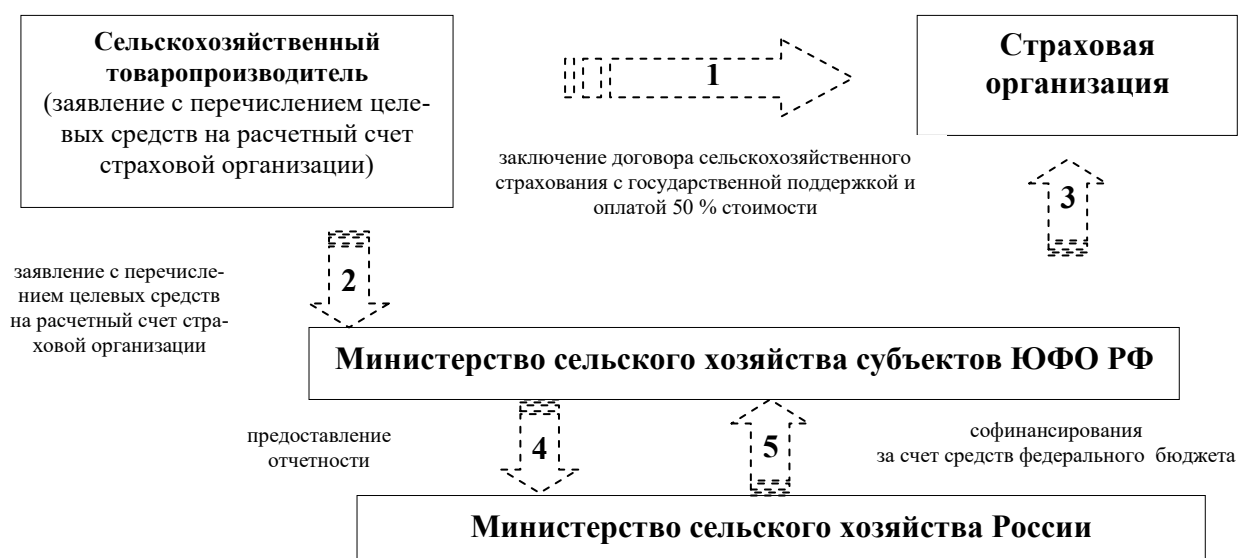 Сельскохозяйственный
товаропроизводитель
(заявление с перечислением целе-
вых средств на расчетный счет
страховой организации)
1
Страховая
организация
заключение договора сельскохозяйственного
страхования с государственной поддержкой и
оплатой 50 % стоимости
3
заявление с перечисле-
нием целевых средств
на расчетный счет стра-
ховой организации
2
Министерство сельского хозяйства субъектов ЮФО РФ
предоставление
отчетности
4
5
софинансирования
за счет средств федерального бюджета
Министерство сельского хозяйства России